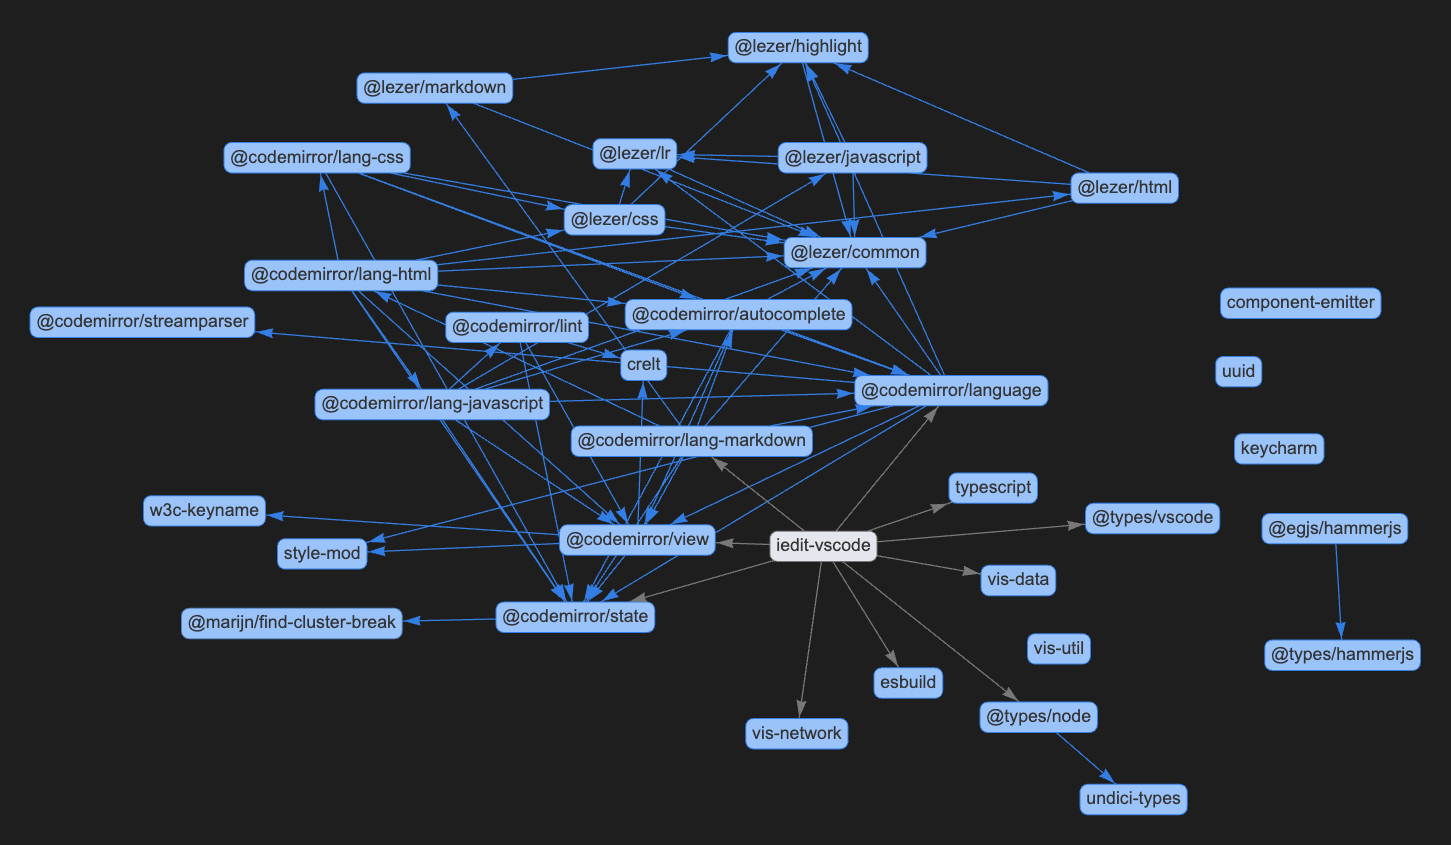 @lezer/highlight
@lezer/markdown
@lezer/lr
@codemirror/lang-css
@lezer/javascript
@lezer/html
@lezer/css
@lezer/common
@codemirror/lang-html
component-emitter
@codemirror/autocomplete
@codemirror/streamparser
@codemirror/lint
crelt
uuid
@codemirror/language
@codemirror/lang-javascript
@codemirror/lang-markdown
keycharm
typescript
w3c-keyname
@types/vscode
@egjs/hammerjs
@codemirror/view
iedit-vscode
style-mod
vis-data
@codemirror/state
@marijn/find-cluster-break
vis-util
@types/hammerjs
esbuild
@types/node
vis-network
undici-types